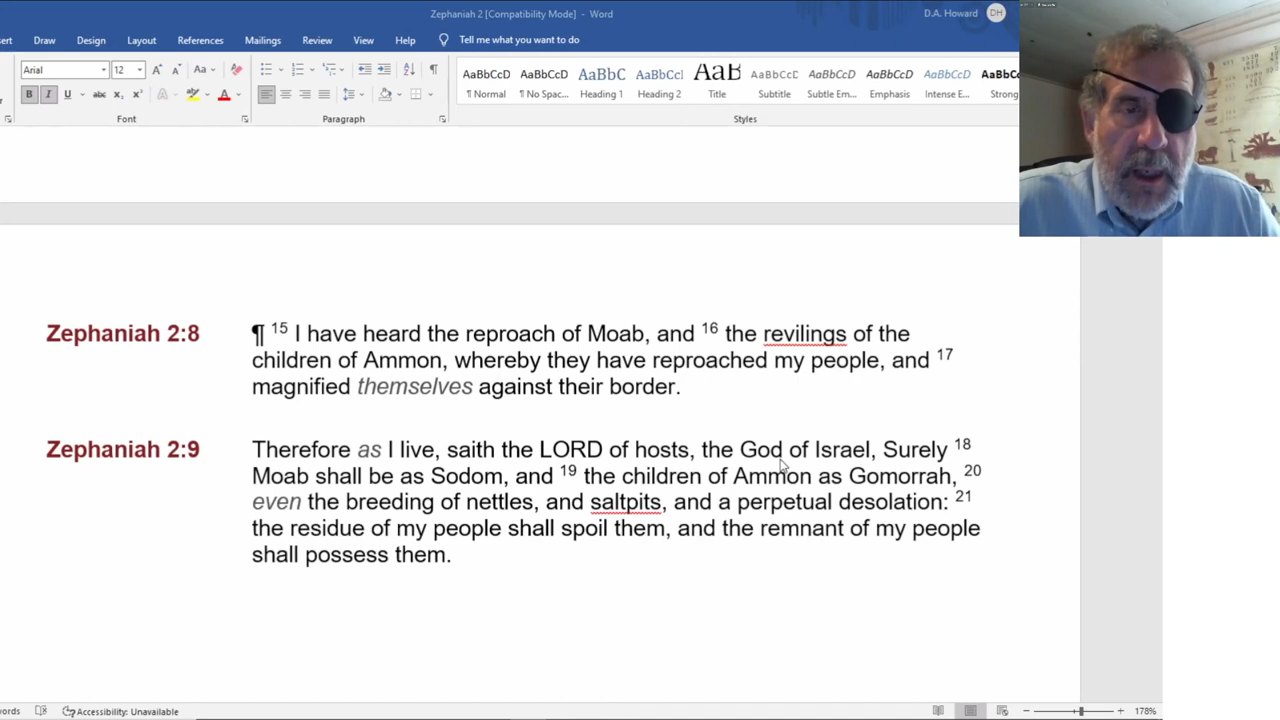 Zephaniah 2 [Compatibility Mode] - Word
D.A. Howard DH
sert Draw Design Layout References Mailings Review View Help Tell me what you want to do
Arial 12 Aa
AaBbCcD AaBbCcD AaBbC AaBbCcI AaB AaBbCcD AaBbCcD AaBbCcD AaBbCcD AaBbCc
¶ Normal ¶ No Spac... Heading 1 Heading 2 Title Subtitle Subtle Em... Emphasis Intense E... Strong
B I U abc x₂ x² A A
Font Paragraph Styles
Zephaniah 2:8 ¶ 15 I have heard the reproach of Moab, and 16 the revilings of the
children of Ammon, whereby they have reproached my people, and 17
magnified themselves against their border.
Zephaniah 2:9 Therefore as I live, saith the LORD of hosts, the God of Israel, Surely 18
Moab shall be as Sodom, and 19 the children of Ammon as Gomorrah, 20
even the breeding of nettles, and saltpits, and a perpetual desolation: 21
the residue of my people shall spoil them, and the remnant of my people
shall possess them.
words Accessibility: Unavailable 178%